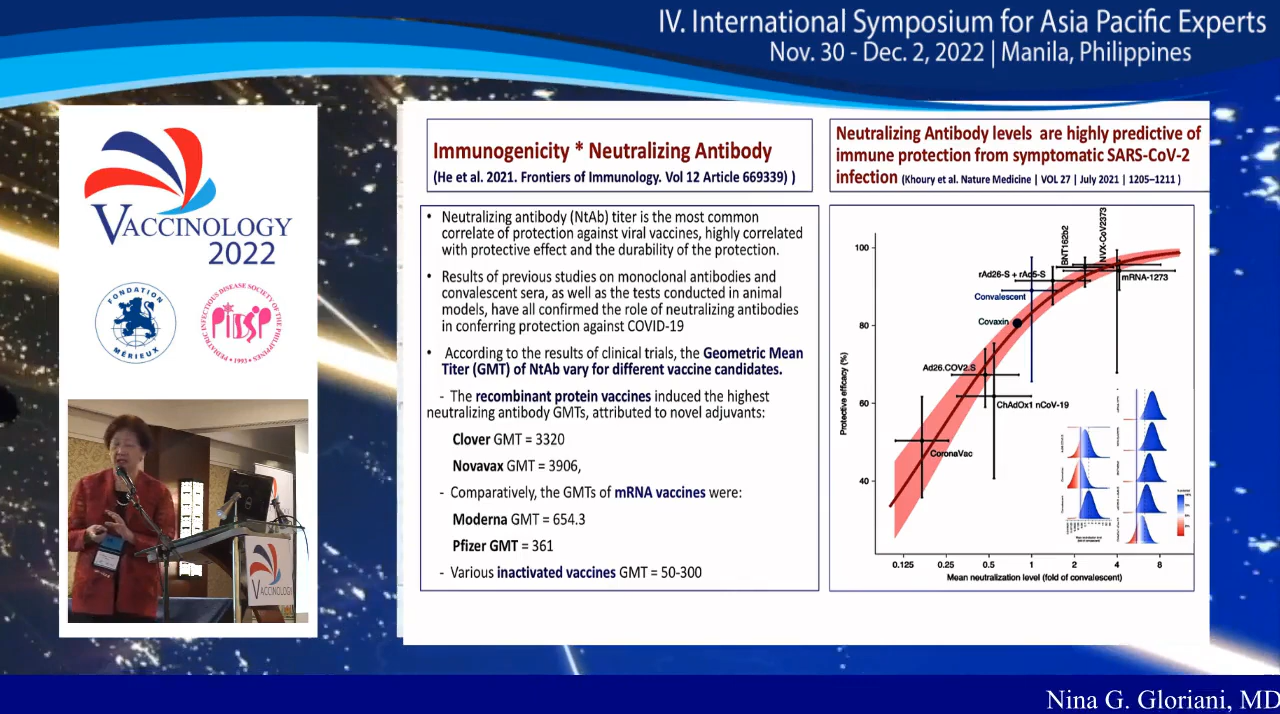 IV. International Symposium for Asia Pacific Experts
Nov. 30 - Dec. 2, 2022 | Manila, Philippines
VACCINOLOGY
2022
FONDATION
MÉRIEUX
PEDIATRIC INFECTIOUS DISEASE SOCIETY OF THE PHILIPPINES
PIDSP
• 1993 •
VACCINOLOGY
Immunogenicity * Neutralizing Antibody
(He et al. 2021. Frontiers of Immunology. Vol 12 Article 669339) )
• Neutralizing antibody (NtAb) titer is the most common
correlate of protection against viral vaccines, highly correlated
with protective effect and the durability of the protection.
• Results of previous studies on monoclonal antibodies and
convalescent sera, as well as the tests conducted in animal
models, have all confirmed the role of neutralizing antibodies
in conferring protection against COVID-19
• According to the results of clinical trials, the Geometric Mean
Titer (GMT) of NtAb vary for different vaccine candidates.
- The recombinant protein vaccines induced the highest
neutralizing antibody GMTs, attributed to novel adjuvants:
Clover GMT = 3320
Novavax GMT = 3906,
- Comparatively, the GMTs of mRNA vaccines were:
Moderna GMT = 654.3
Pfizer GMT = 361
- Various inactivated vaccines GMT = 50-300
Neutralizing Antibody levels are highly predictive of
immune protection from symptomatic SARS-CoV-2
infection (Khoury et al. Nature Medicine | VOL 27 | July 2021 | 1205–1211 )
Protective efficacy (%)
100
80
60
40
BNT162b2
NVX-CoV2373
rAd26-S + rAd5-S
mRNA-1273
Convalescent
Covaxin
Ad26.COV2.S
ChAdOx1 nCoV-19
CoronaVac
0.125 0.25 0.5 1 2 4 8
Mean neutralization level (fold of convalescent)
Nina G. Gloriani, MD